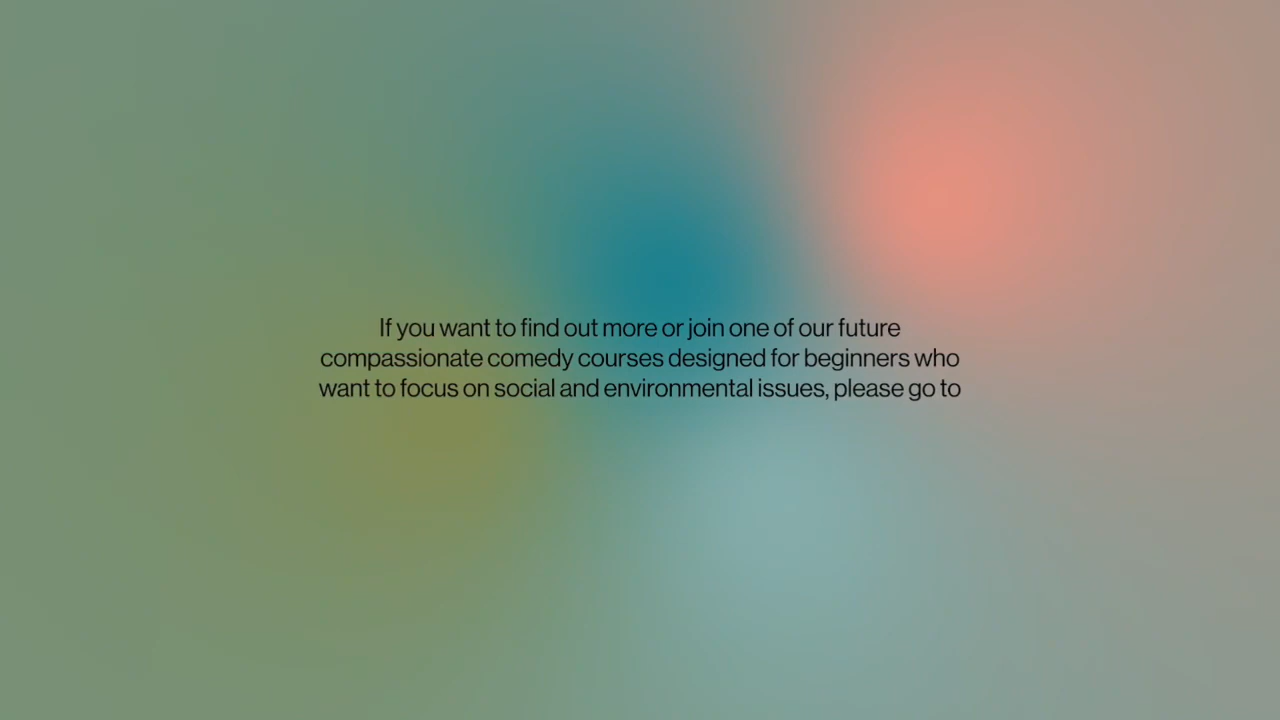 If you want to find out more or join one of our future
compassionate comedy courses designed for beginners who
want to focus on social and environmental issues, please go to